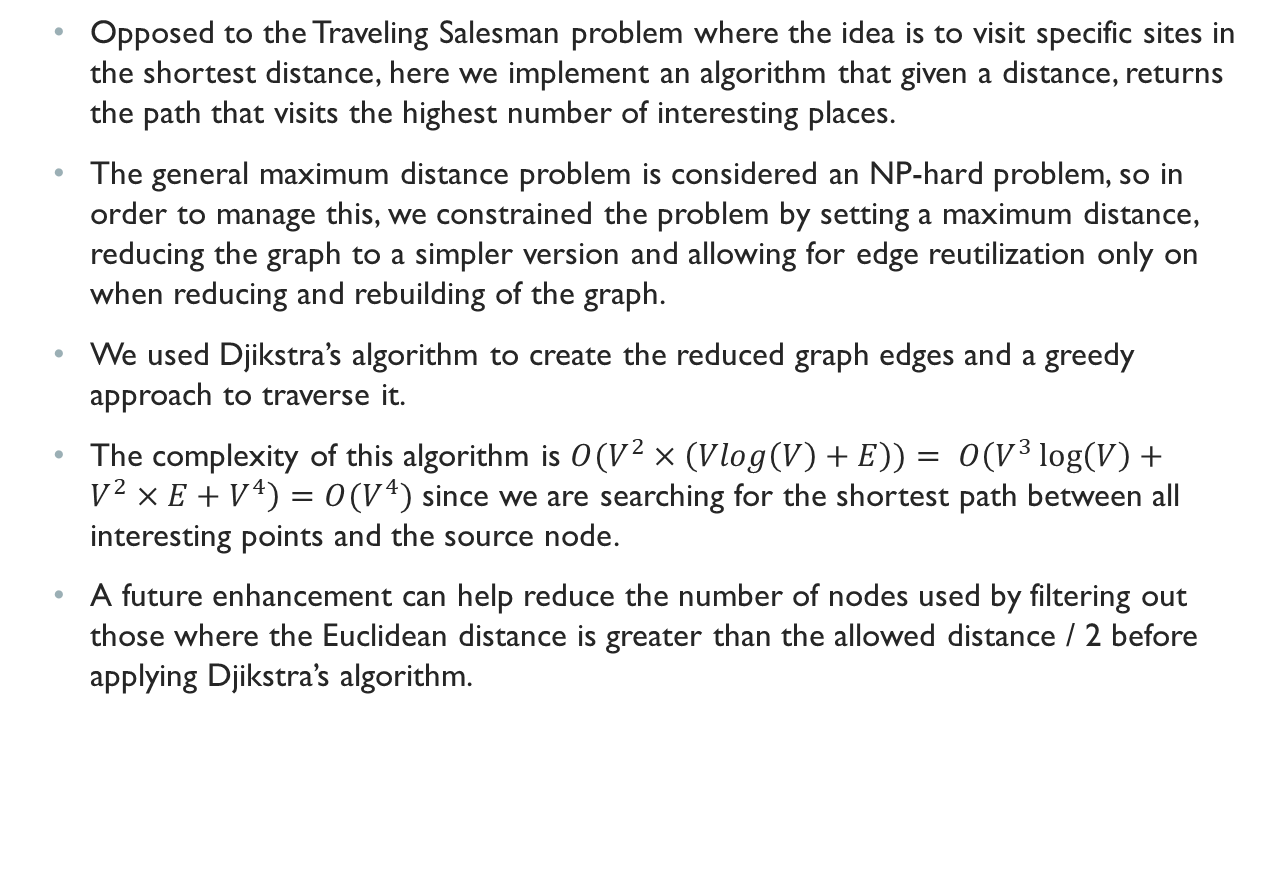 • Opposed to the Traveling Salesman problem where the idea is to visit specific sites in
the shortest distance, here we implement an algorithm that given a distance, returns
the path that visits the highest number of interesting places.
• The general maximum distance problem is considered an NP-hard problem, so in
order to manage this, we constrained the problem by setting a maximum distance,
reducing the graph to a simpler version and allowing for edge reutilization only on
when reducing and rebuilding of the graph.
• We used Djikstra’s algorithm to create the reduced graph edges and a greedy
approach to traverse it.
• The complexity of this algorithm is O(V² × (Vlog(V) + E)) = O(V³ log(V) +
V² × E + V⁴) = O(V⁴) since we are searching for the shortest path between all
interesting points and the source node.
• A future enhancement can help reduce the number of nodes used by filtering out
those where the Euclidean distance is greater than the allowed distance / 2 before
applying Djikstra’s algorithm.